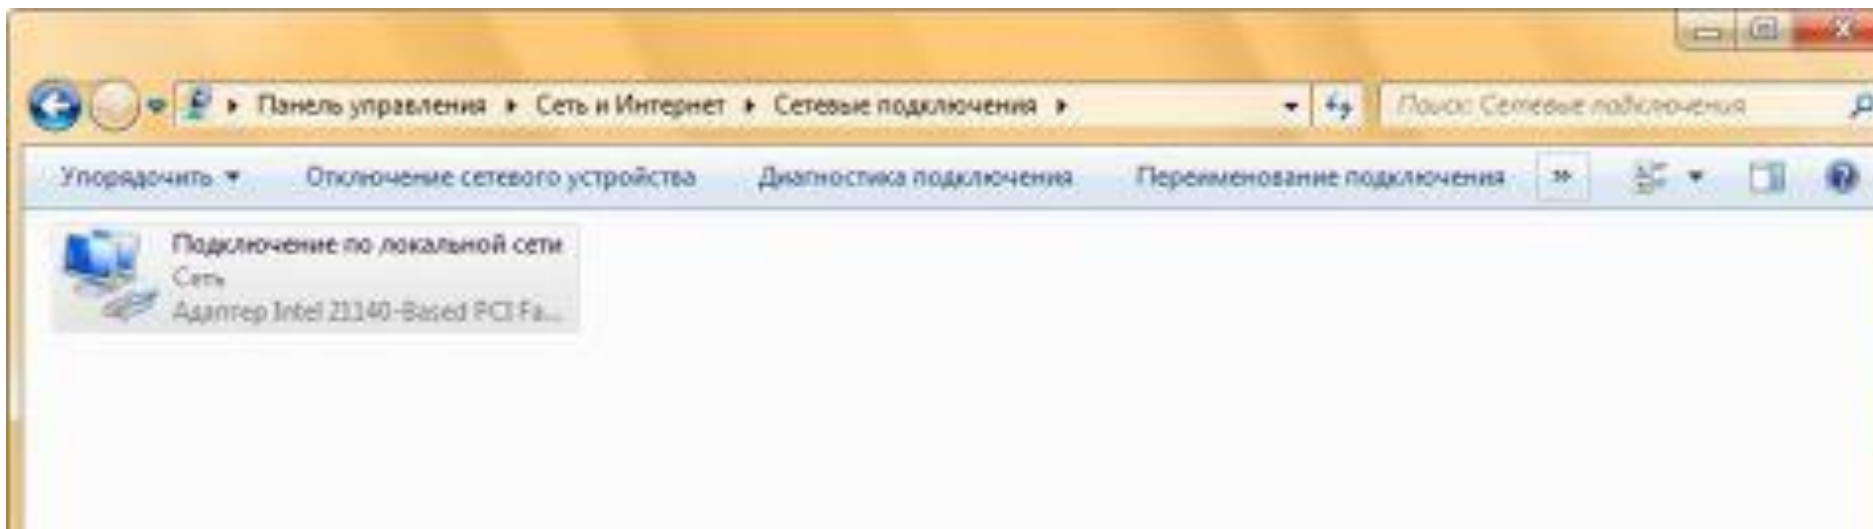 Панель управления ▸ Сеть и Интернет ▸ Сетевые подключения ▸
Поиск: Сетевые подключения
Упорядочить ▾ Отключение сетевого устройства Диагностика подключения Переименование подключения »
Подключение по локальной сети
Сеть
Адаптер Intel 21140-Based PCI Fa...